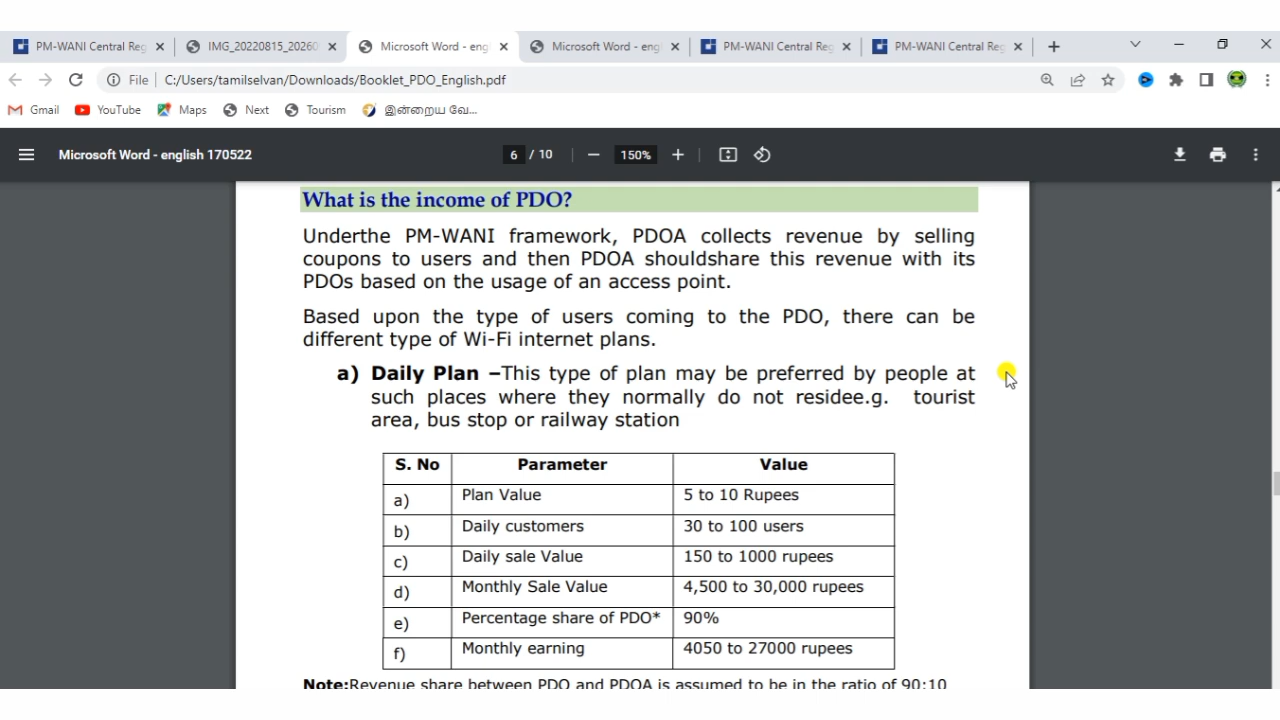 PM-WANI Central Reg
IMG_20220815_20260
Microsoft Word - eng
Microsoft Word - eng
PM-WANI Central Reg
PM-WANI Central Reg
File C:/Users/tamilselvan/Downloads/Booklet_PDO_English.pdf
Gmail YouTube Maps Next Tourism இன்றைய வே...
Microsoft Word - english 170522 6 / 10 150%
What is the income of PDO?
Underthe PM-WANI framework, PDOA collects revenue by selling
coupons to users and then PDOA shouldshare this revenue with its
PDOs based on the usage of an access point.
Based upon the type of users coming to the PDO, there can be
different type of Wi-Fi internet plans.
a) Daily Plan –This type of plan may be preferred by people at
such places where they normally do not residee.g. tourist
area, bus stop or railway station
S. No Parameter Value
a) Plan Value 5 to 10 Rupees
b) Daily customers 30 to 100 users
c) Daily sale Value 150 to 1000 rupees
d) Monthly Sale Value 4,500 to 30,000 rupees
e) Percentage share of PDO* 90%
f) Monthly earning 4050 to 27000 rupees
Note:Revenue share between PDO and PDOA is assumed to be in the ratio of 90:10